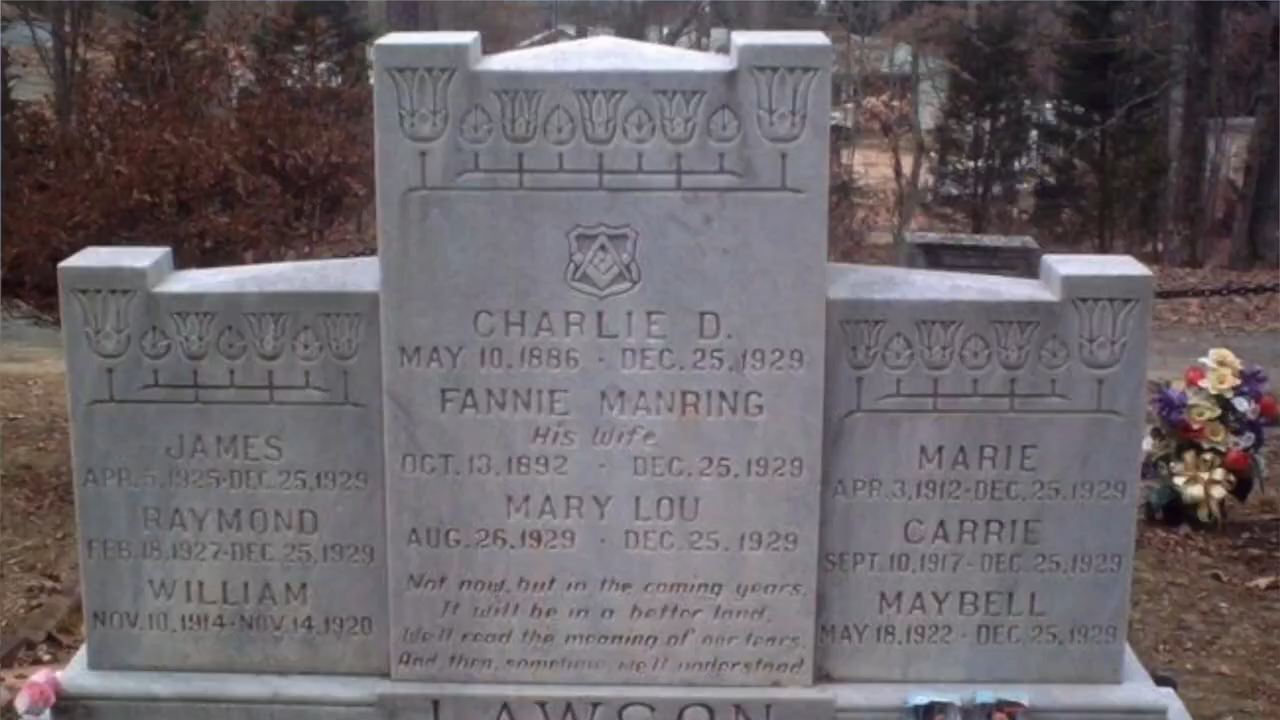 CHARLIE D.
MAY 10, 1886 · DEC. 25, 1929
FANNIE MANRING
His Wife
OCT. 13, 1892 · DEC. 25, 1929
MARY LOU
AUG. 26, 1929 · DEC. 25, 1929
Not now, but in the coming years,
It will be in a better land,
We'll read the meaning of our tears,
And then, sometime, we'll understand
JAMES
APR. 5, 1925-DEC. 25, 1929
RAYMOND
FEB. 18, 1927-DEC. 25, 1929
WILLIAM
NOV. 10, 1914-NOV. 14, 1920
MARIE
APR. 3, 1912-DEC. 25, 1929
CARRIE
SEPT. 10, 1917-DEC. 25, 1929
MAYBELL
MAY 18, 1922 - DEC. 25, 1929
LAWSON